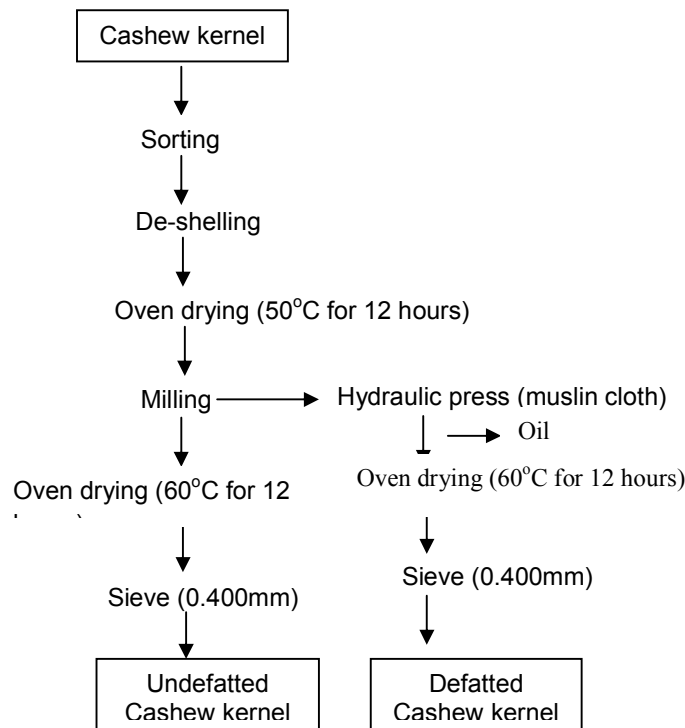 Cashew kernel
Sorting
De-shelling
Oven drying (50°C for 12 hours)
Milling
Hydraulic press (muslin cloth)
Oil
Oven drying (60°C for 12
Oven drying (60°C for 12 hours)
Sieve (0.400mm)
Sieve (0.400mm)
Undefatted
Cashew kernel
Defatted
Cashew kernel